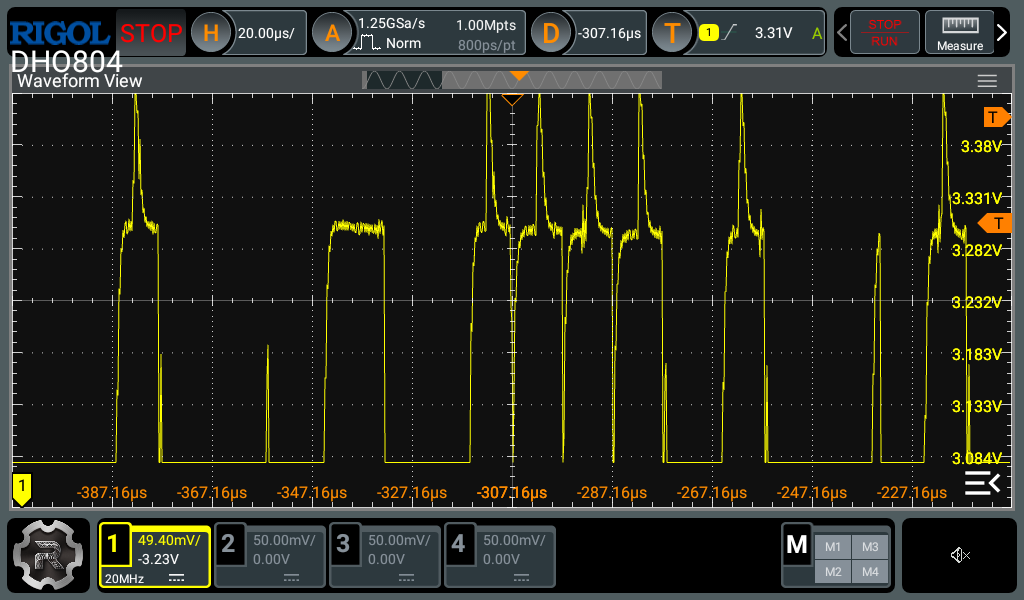 RIGOL STOP H 20.00µs/ A 1.25GSa/s 1.00Mpts D -307.16µs T 1 3.31V A STOP
Norm 800ps/pt RUN Measure
DHO804
Waveform View
T
3.38V
3.331V
T
3.282V
3.232V
3.183V
3.133V
3.084V
1
-387.16µs -367.16µs -347.16µs -327.16µs -307.16µs -287.16µs -267.16µs -247.16µs -227.16µs
1 49.40mV/ 2 50.00mV/ 3 50.00mV/ 4 50.00mV/ M M1 M3
-3.23V 0.00V 0.00V 0.00V M2 M4
20MHz
R